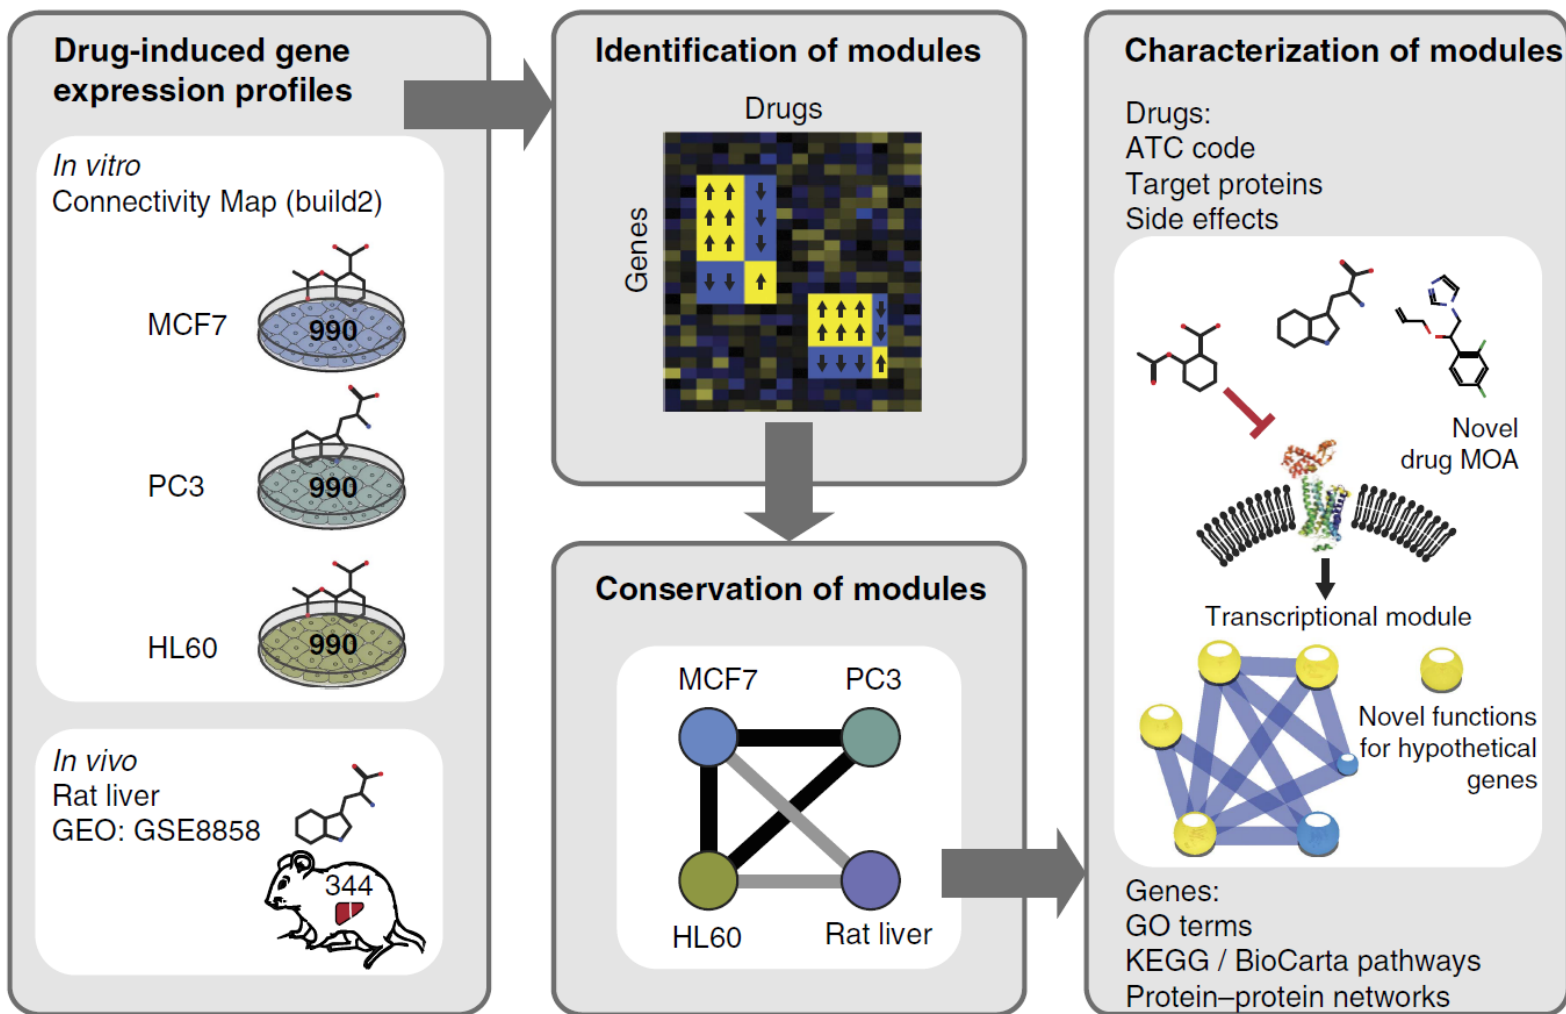 Drug-induced gene
expression profiles
In vitro
Connectivity Map (build2)
MCF7
990
PC3
990
HL60
990
In vivo
Rat liver
GEO: GSE8858
344
Identification of modules
Drugs
Genes
Conservation of modules
MCF7
PC3
HL60
Rat liver
Characterization of modules
Drugs:
ATC code
Target proteins
Side effects
Novel
drug MOA
Transcriptional module
Novel functions
for hypothetical
genes
Genes:
GO terms
KEGG / BioCarta pathways
Protein–protein networks